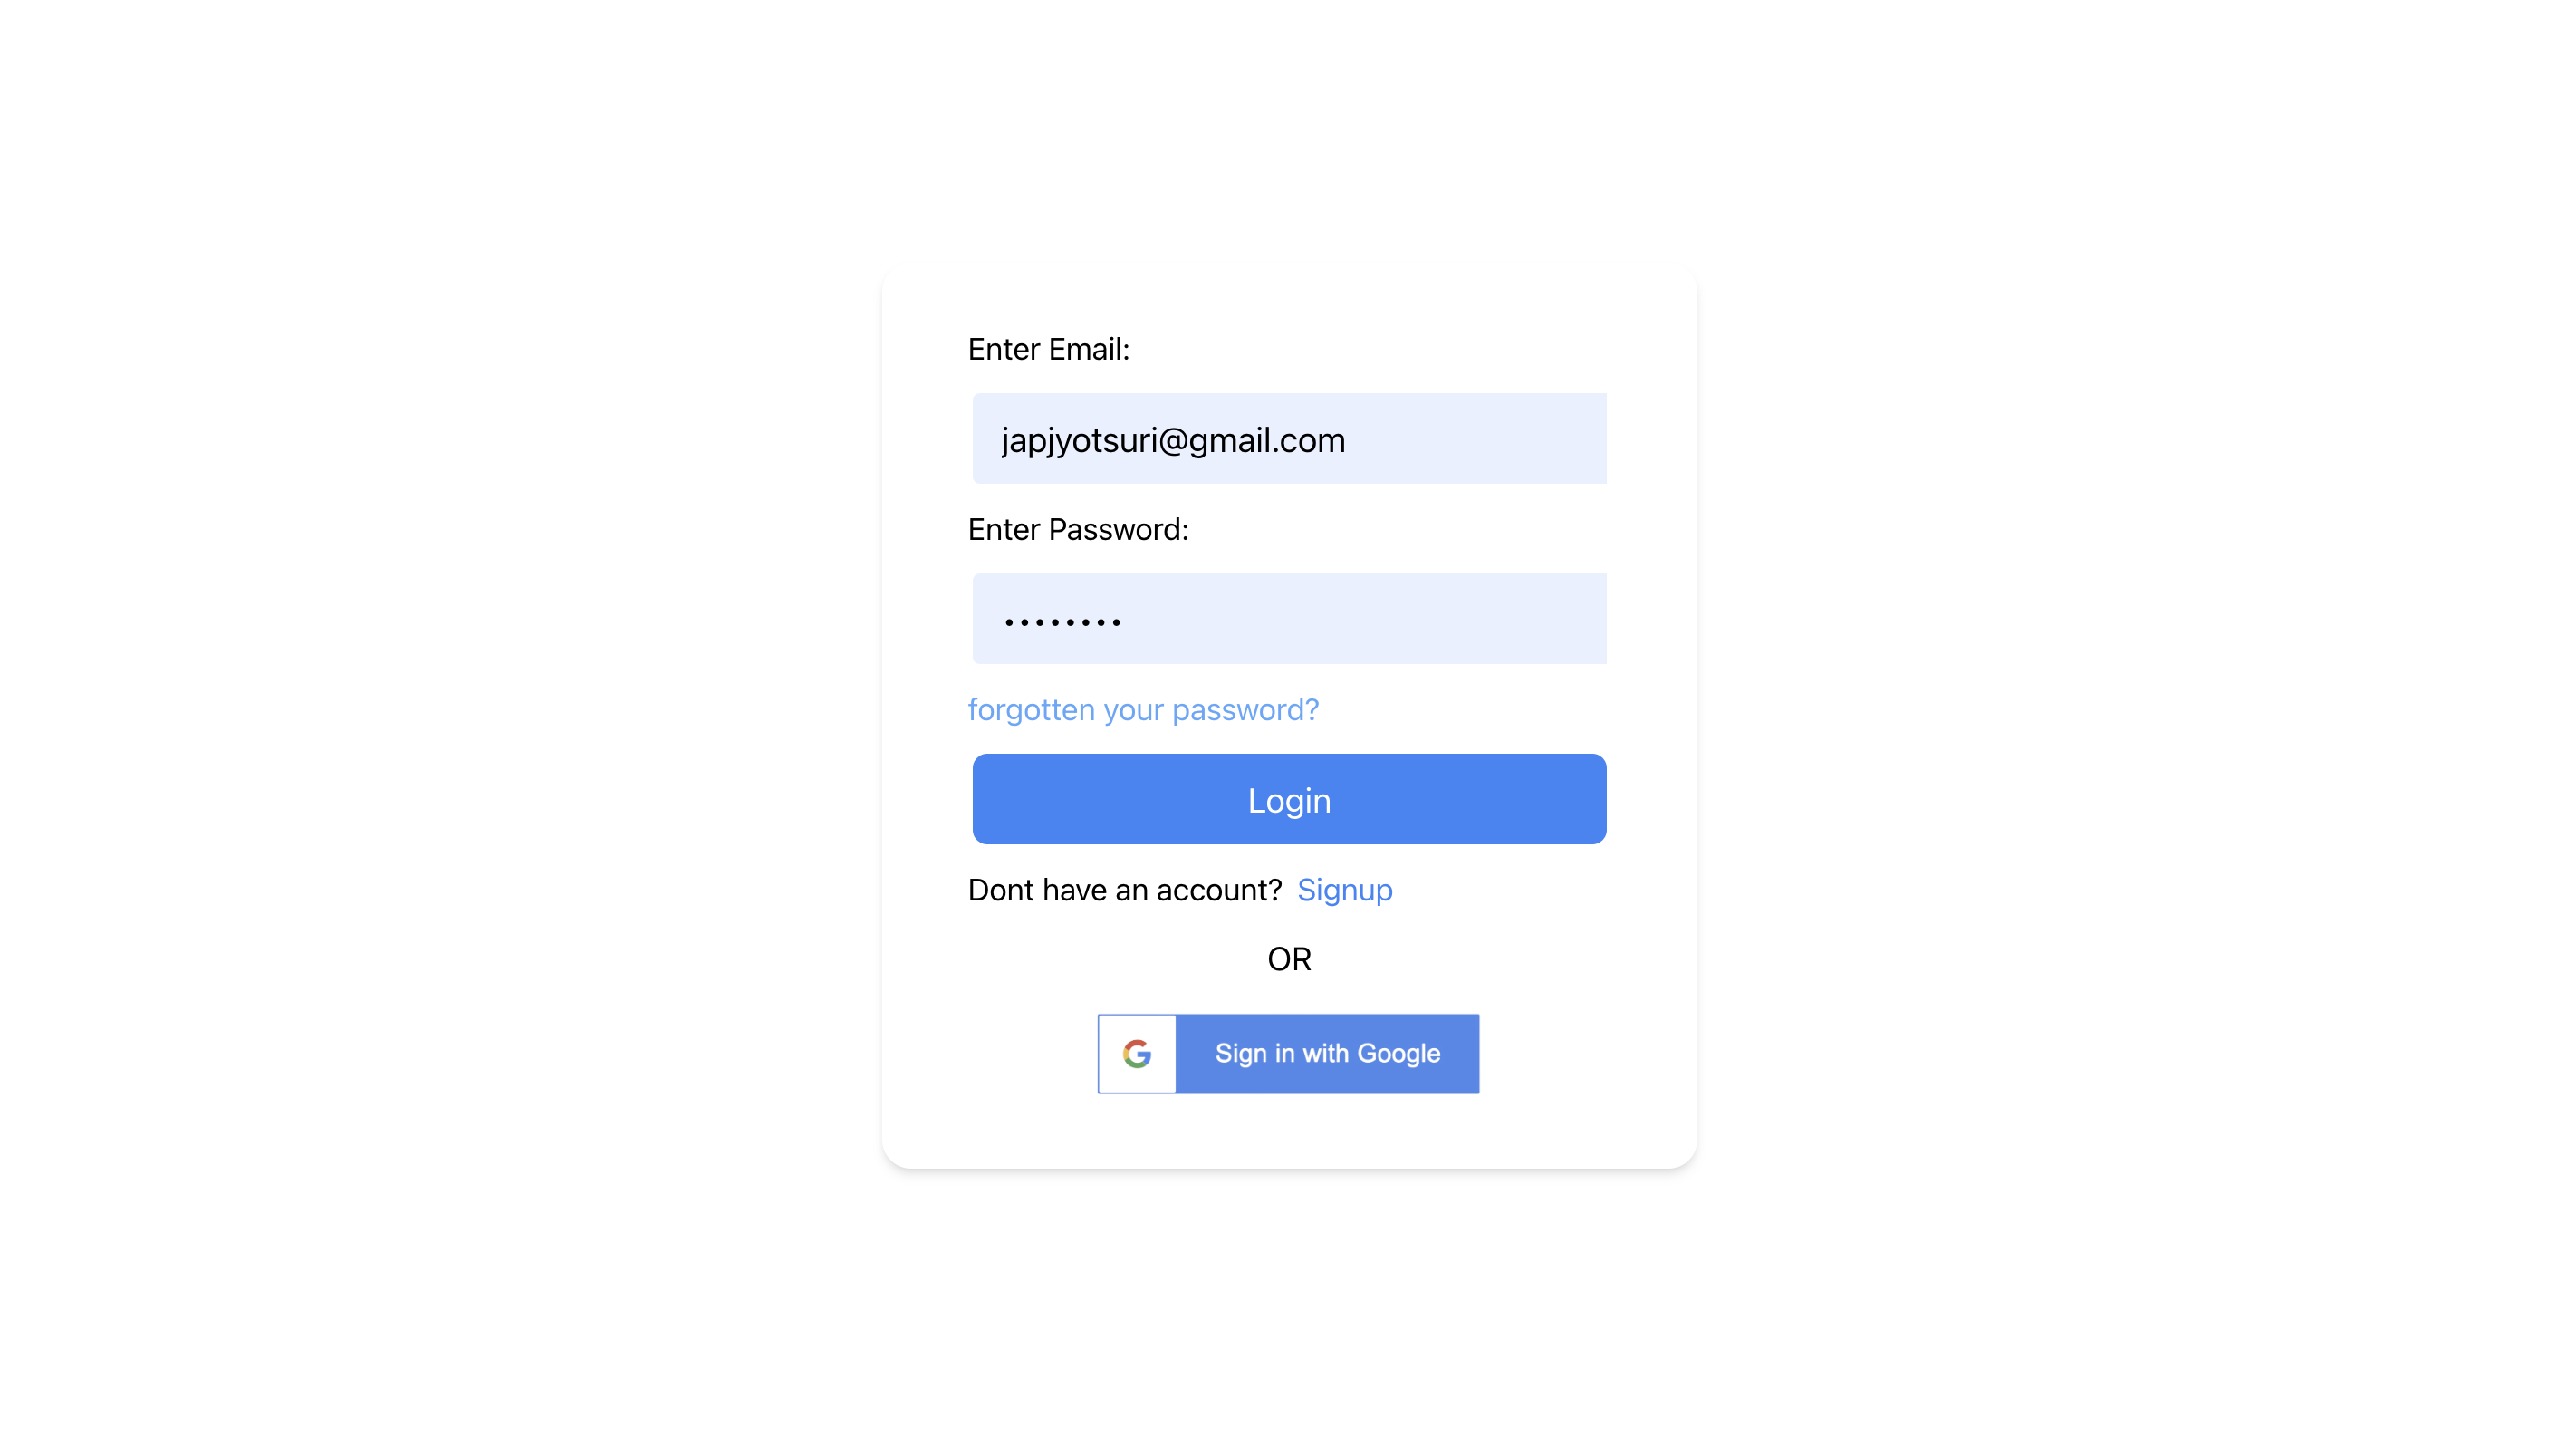 Enter Email:
japjyotsuri@gmail.com
Enter Password:
••••••••
forgotten your password?
Login
Dont have an account? Signup
OR
Sign in with Google